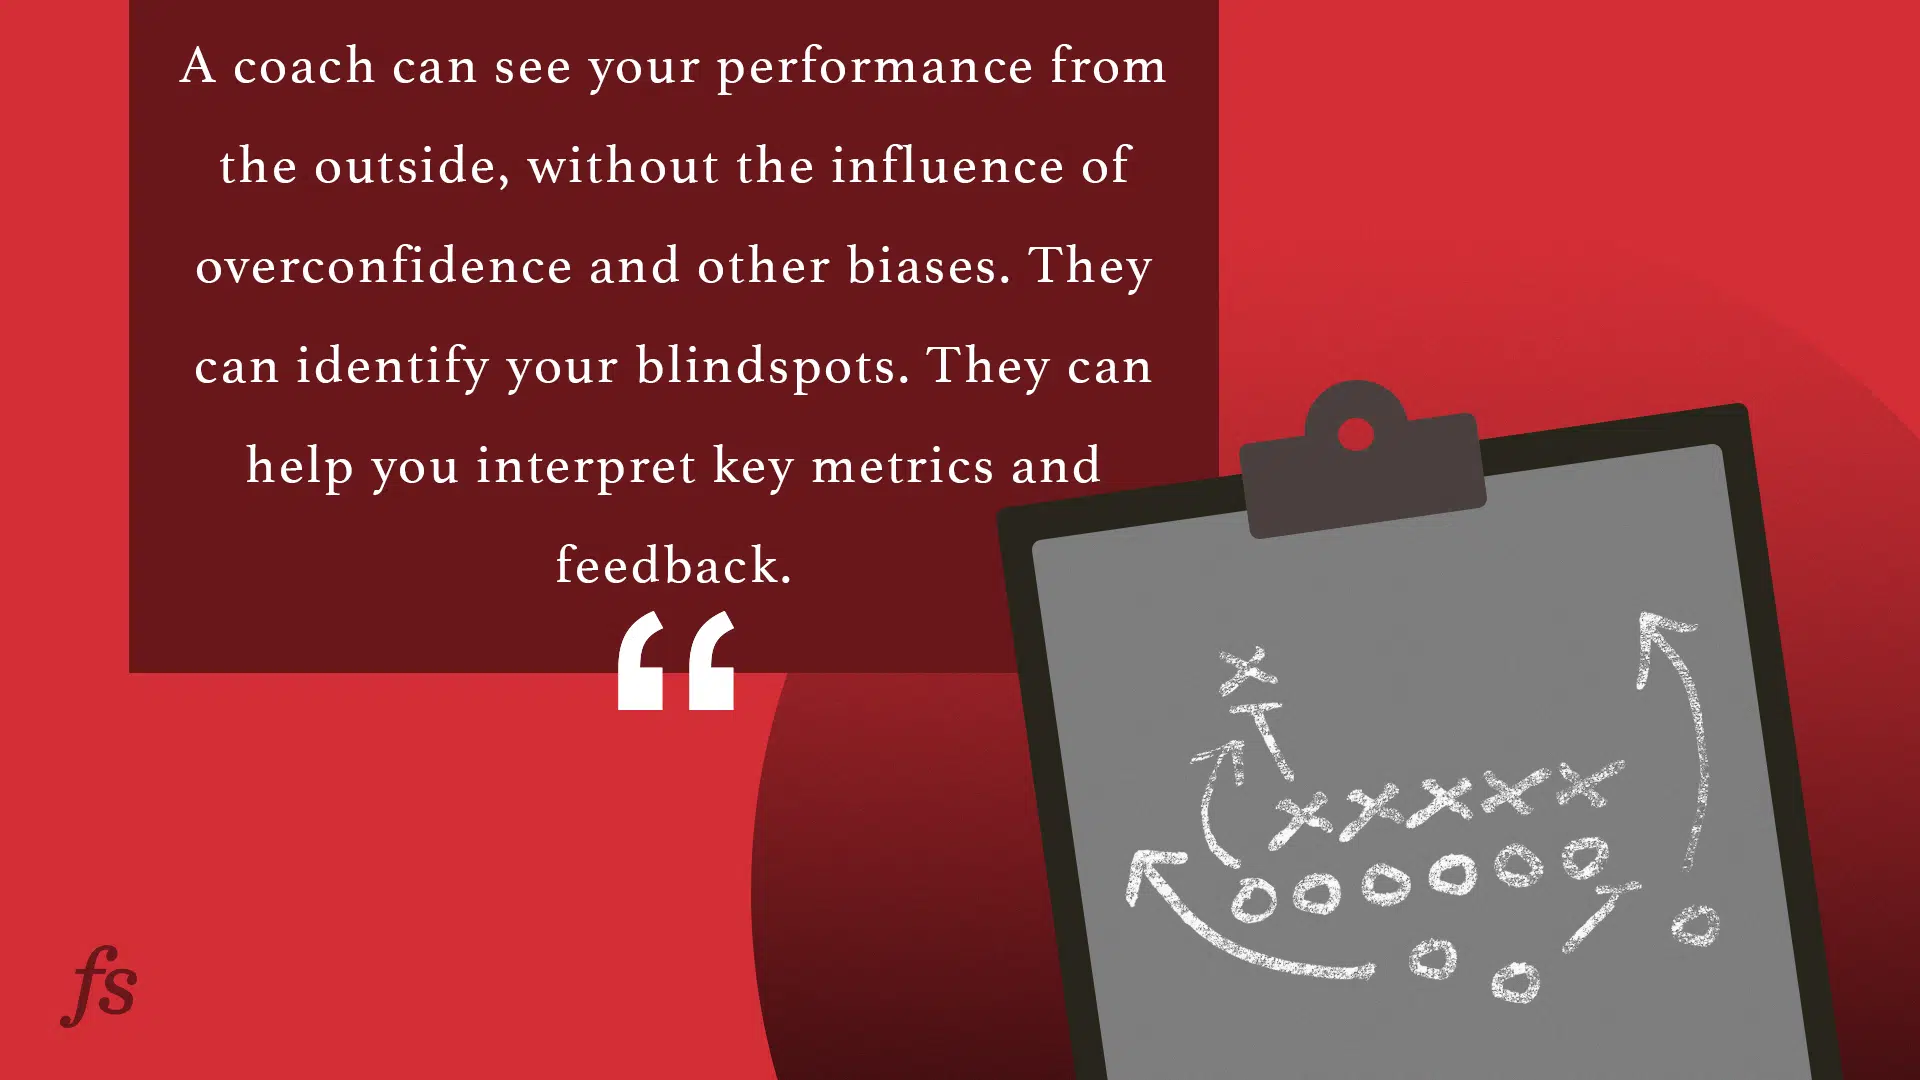 A coach can see your performance from
the outside, without the influence of
overconfidence and other biases. They
can identify your blindspots. They can
help you interpret key metrics and
feedback.
“
fs